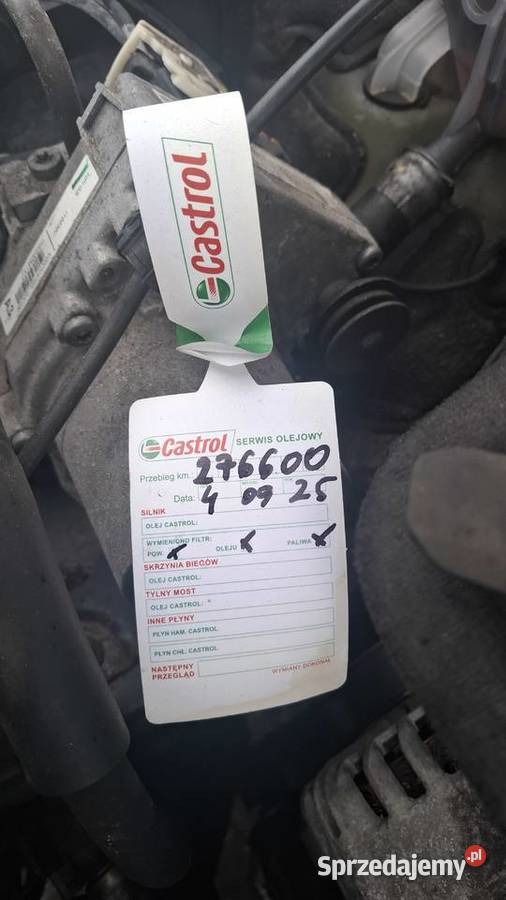 Castrol
Castrol SERWIS OLEJOWY
Przebieg km.: 276600
Data: 4 09 25
SILNIK
OLEJ CASTROL:
WYMIENIONO FILTR:
POW. x OLEJU x PALIWA x
SKRZYNIA BIEGÓW
OLEJ CASTROL:
TYLNY MOST
OLEJ CASTROL:
INNE PŁYNY
PŁYN HAM. CASTROL
PŁYN CHŁ. CASTROL
NASTĘPNY
PRZEGLĄD
WYMIANY DOKONAŁ
Sprzedajemy.pl